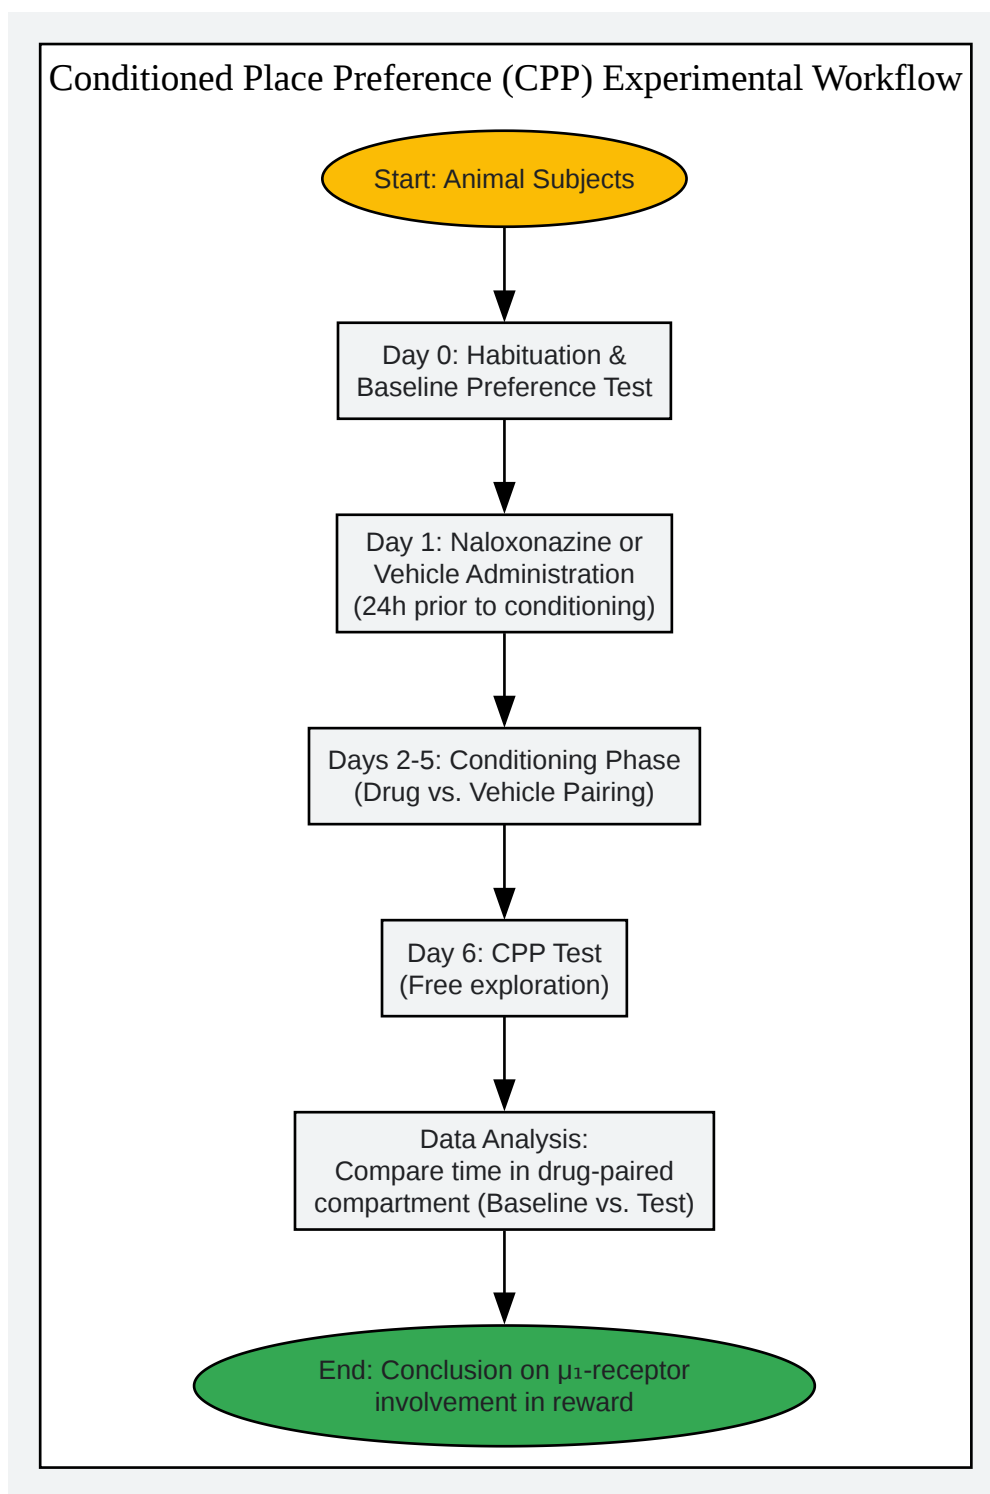 Conditioned Place Preference (CPP) Experimental Workflow
Start: Animal Subjects
Day 0: Habituation &
Baseline Preference Test
Day 1: Naloxonazine or
Vehicle Administration
(24h prior to conditioning)
Days 2-5: Conditioning Phase
(Drug vs. Vehicle Pairing)
Day 6: CPP Test
(Free exploration)
Data Analysis:
Compare time in drug-paired
compartment (Baseline vs. Test)
End: Conclusion on μ₁-receptor
involvement in reward